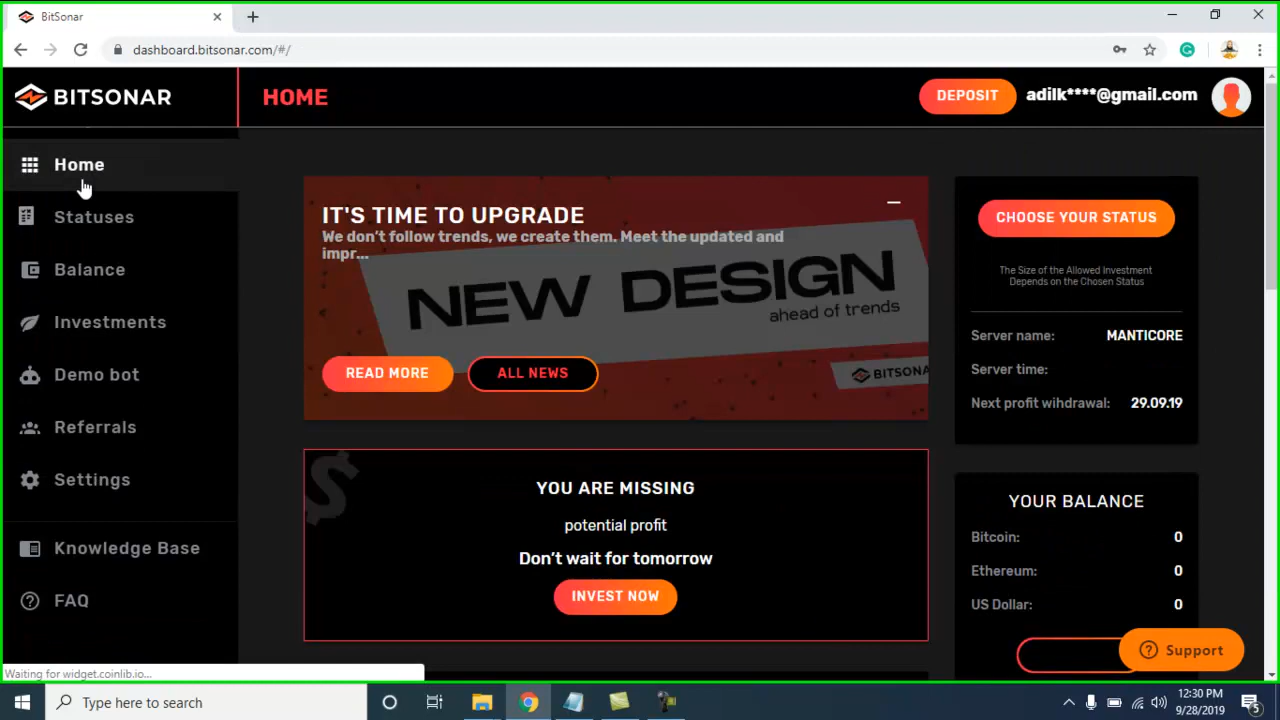 BitSonar
dashboard.bitsonar.com/#/
BITSONAR
HOME
DEPOSIT
adilk****@gmail.com
Home
Statuses
Balance
Investments
Demo bot
Referrals
Settings
Knowledge Base
FAQ
IT'S TIME TO UPGRADE
We don't follow trends, we create them. Meet the updated and
impr...
NEW DESIGN
ahead of trends
READ MORE
ALL NEWS
BITSONA
YOU ARE MISSING
potential profit
Don't wait for tomorrow
INVEST NOW
CHOOSE YOUR STATUS
The Size of the Allowed Investment
Depends on the Chosen Status
Server name: MANTICORE
Server time:
Next profit wihdrawal: 29.09.19
YOUR BALANCE
Bitcoin: 0
Ethereum: 0
US Dollar: 0
Support
Waiting for widget.coinlib.io...
Type here to search
12:30 PM
9/28/2019
5